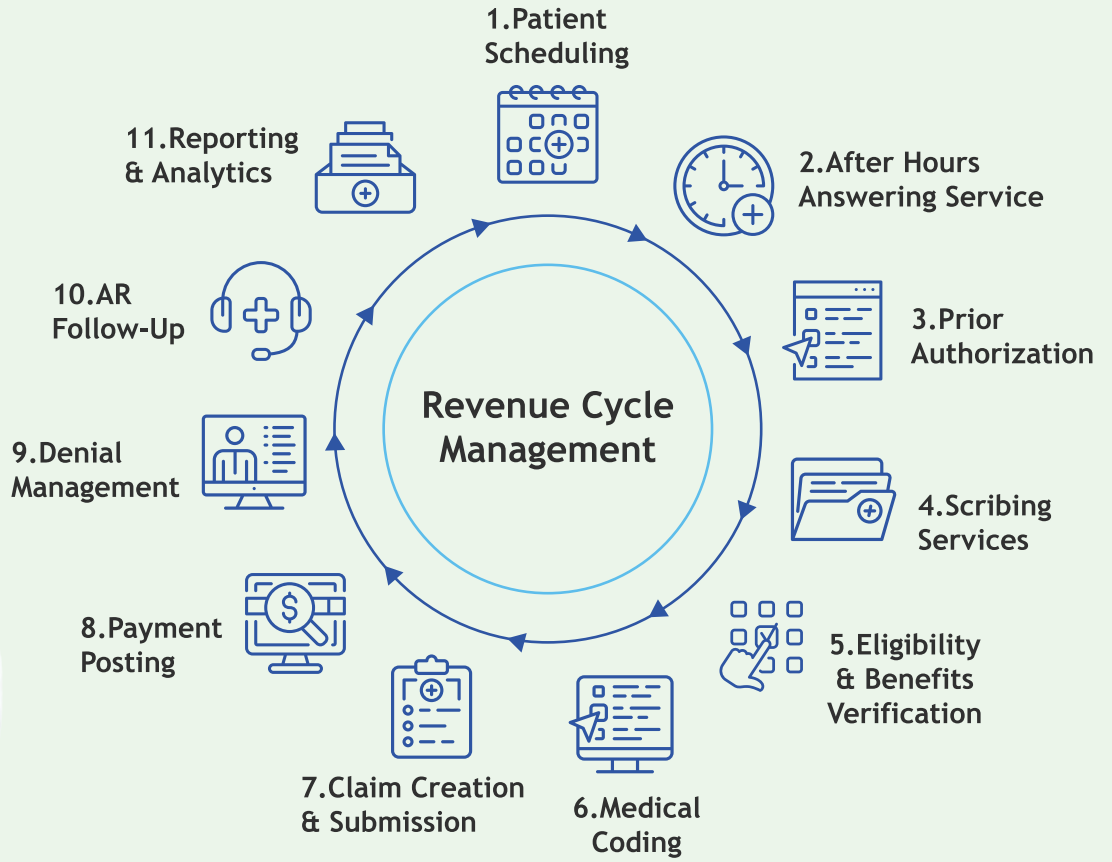 1.Patient
Scheduling
2.After Hours
Answering Service
3.Prior
Authorization
4.Scribing
Services
5.Eligibility
& Benefits
Verification
6.Medical
Coding
7.Claim Creation
& Submission
8.Payment
Posting
9.Denial
Management
10.AR
Follow-Up
11.Reporting
& Analytics
Revenue Cycle
Management
$